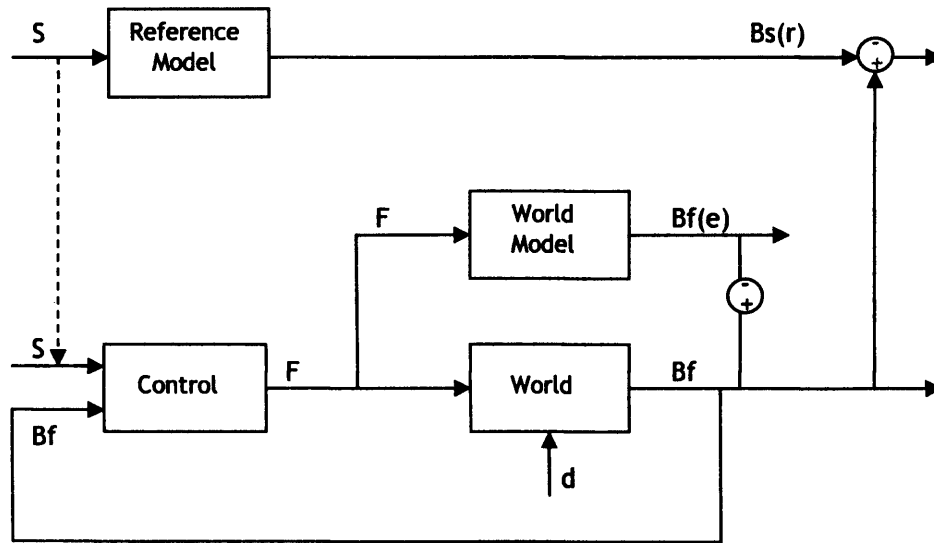 S
Reference
Model
Bs(r)
-
+
F
World
Model
Bf(e)
-
+
S
Control
F
World
Bf
Bf
d